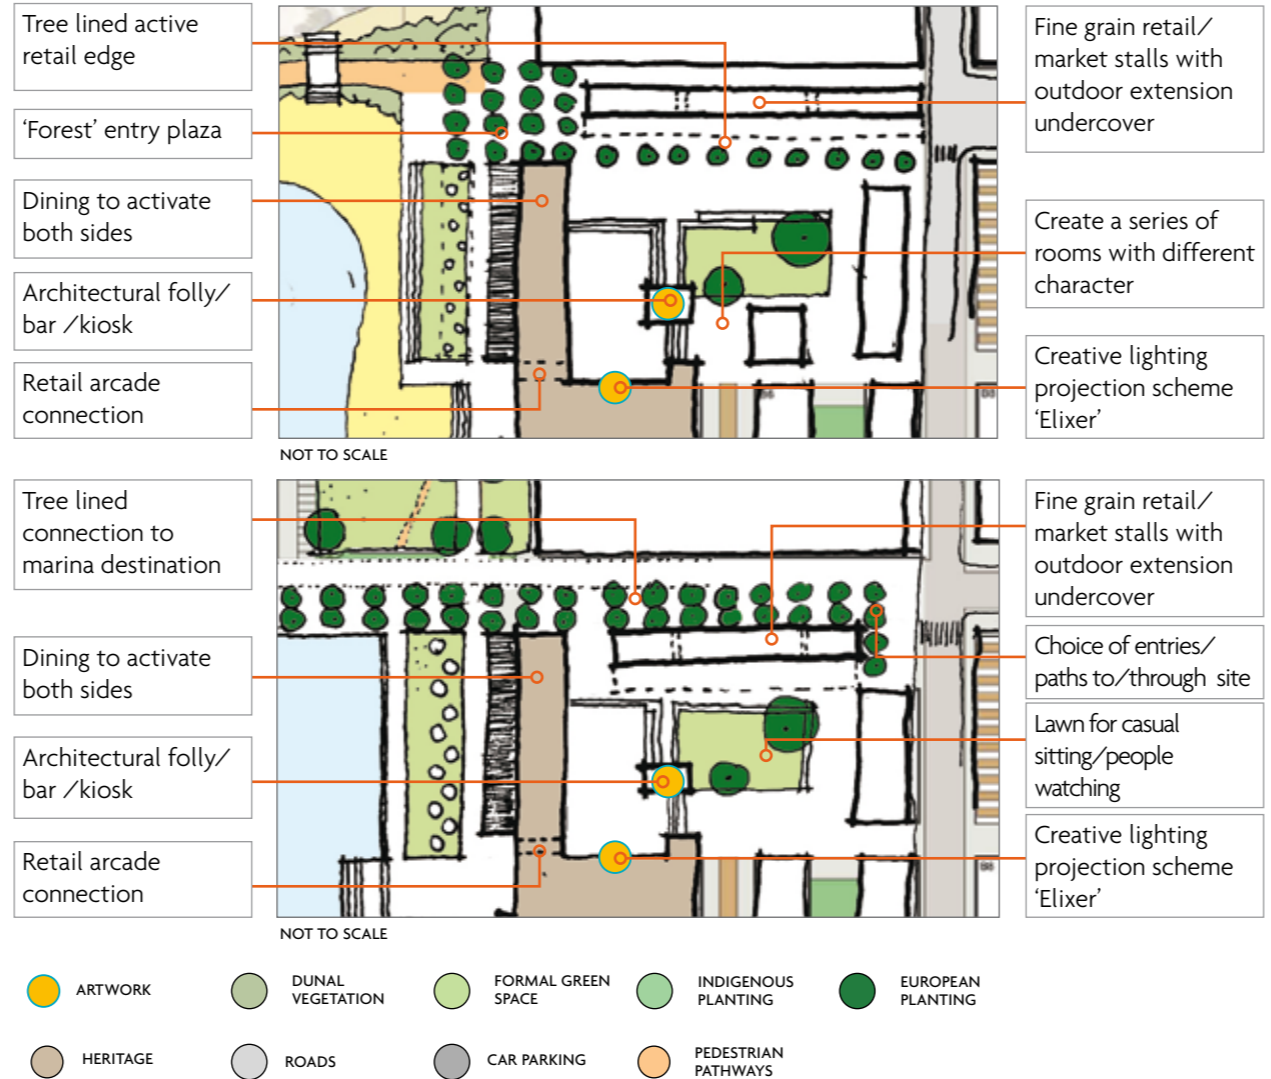 Tree lined active
retail edge
'Forest' entry plaza
Dining to activate
both sides
Architectural folly/
bar /kiosk
Retail arcade
connection
Fine grain retail/
market stalls with
outdoor extension
undercover
Create a series of
rooms with different
character
Creative lighting
projection scheme
'Elixer'
NOT TO SCALE
Tree lined
connection to
marina destination
Dining to activate
both sides
Architectural folly/
bar /kiosk
Retail arcade
connection
Fine grain retail/
market stalls with
outdoor extension
undercover
Choice of entries/
paths to/through site
Lawn for casual
sitting/people
watching
Creative lighting
projection scheme
'Elixer'
NOT TO SCALE
ARTWORK
DUNAL
VEGETATION
FORMAL GREEN
SPACE
INDIGENOUS
PLANTING
EUROPEAN
PLANTING
HERITAGE
ROADS
CAR PARKING
PEDESTRIAN
PATHWAYS